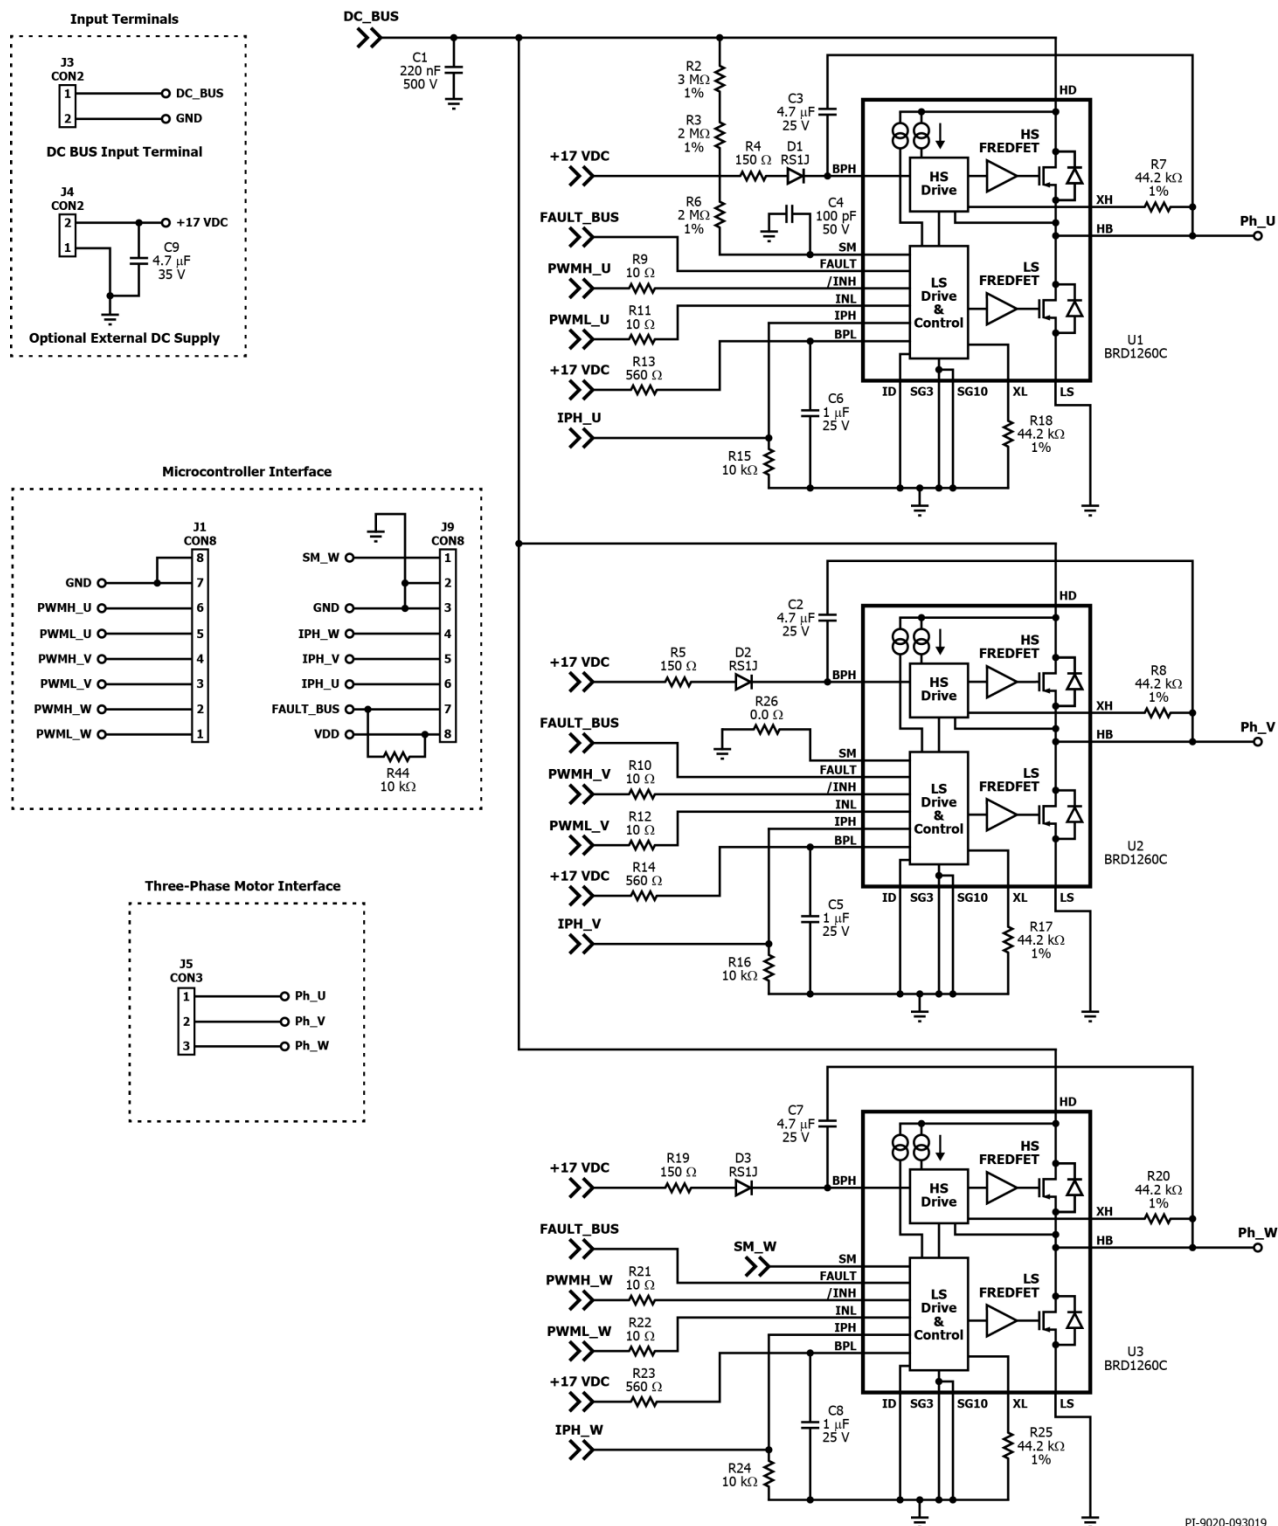 Input Terminals
J3
CON2
1
DC_BUS
2
GND
DC BUS Input Terminal
J4
CON2
2
+17 VDC
1
C9
4.7 μF
35 V
Optional External DC Supply
Microcontroller Interface
J1
CON8
8
GND
7
PWMH_U
6
PWML_U
5
PWMH_V
4
PWML_V
3
PWMH_W
2
PWML_W
1
J9
CON8
SM_W
1
2
GND
3
IPH_W
4
IPH_V
5
IPH_U
6
FAULT_BUS
7
VDD
8
R44
10 kΩ
Three-Phase Motor Interface
J5
CON3
1
Ph_U
2
Ph_V
3
Ph_W
DC_BUS
C1
220 nF
500 V
R2
3 MΩ
1%
R3
2 MΩ
1%
C3
4.7 μF
25 V
HD
+17 VDC
R4
150 Ω
D1
RS1J
BPH
HS
Drive
HS
FREDFET
R7
44.2 kΩ
1%
XH
HB
Ph_U
R6
2 MΩ
1%
C4
100 pF
50 V
FAULT_BUS
SM
FAULT
PWMH_U
R9
10 Ω
/INH
INL
PWML_U
R11
10 Ω
IPH
BPL
LS
Drive
&
Control
LS
FREDFET
U1
BRD1260C
+17 VDC
R13
560 Ω
ID
SG3
SG10
XL
LS
IPH_U
C6
1 μF
25 V
R18
44.2 kΩ
1%
R15
10 kΩ
C2
4.7 μF
25 V
HD
+17 VDC
R5
150 Ω
D2
RS1J
BPH
HS
Drive
HS
FREDFET
R8
44.2 kΩ
1%
XH
HB
Ph_V
R26
0.0 Ω
FAULT_BUS
SM
FAULT
PWMH_V
R10
10 Ω
/INH
INL
PWML_V
R12
10 Ω
IPH
BPL
LS
Drive
&
Control
LS
FREDFET
U2
BRD1260C
+17 VDC
R14
560 Ω
ID
SG3
SG10
XL
LS
IPH_V
C5
1 μF
25 V
R17
44.2 kΩ
1%
R16
10 kΩ
C7
4.7 μF
25 V
HD
+17 VDC
R19
150 Ω
D3
RS1J
BPH
HS
Drive
HS
FREDFET
R20
44.2 kΩ
1%
XH
HB
Ph_W
FAULT_BUS
SM_W
SM
FAULT
PWMH_W
R21
10 Ω
/INH
INL
PWML_W
R22
10 Ω
IPH
BPL
LS
Drive
&
Control
LS
FREDFET
U3
BRD1260C
+17 VDC
R23
560 Ω
ID
SG3
SG10
XL
LS
IPH_W
C8
1 μF
25 V
R25
44.2 kΩ
1%
R24
10 kΩ
PI-9020-093019